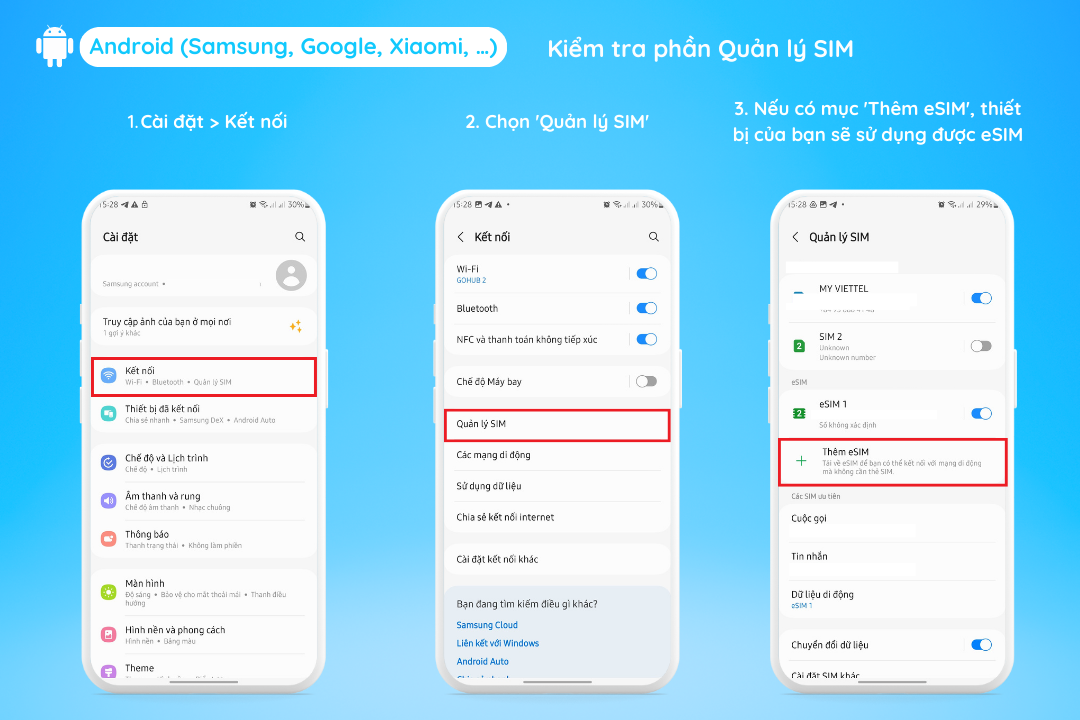 Android (Samsung, Google, Xiaomi, ...)
Kiểm tra phần Quản lý SIM
1. Cài đặt > Kết nối
15:28
30%
Cài đặt
Samsung account •
Truy cập ảnh của bạn ở mọi nơi
1 gợi ý khác
Kết nối
Wi-Fi • Bluetooth • Quản lý SIM
Thiết bị đã kết nối
Chia sẻ nhanh • Samsung DeX • Android Auto
Chế độ và Lịch trình
Chế độ • Lịch trình
Âm thanh và rung
Chế độ âm thanh • Nhạc chuông
Thông báo
Thanh trạng thái • Không làm phiền
Màn hình
Độ sáng • Bảo vệ cho mắt thoải mái • Thanh điều
hướng
Hình nền và phong cách
Hình nền • Bảng màu
Theme
2. Chọn 'Quản lý SIM'
15:28
30%
Kết nối
Wi-Fi
GOHUB 2
Bluetooth
NFC và thanh toán không tiếp xúc
Chế độ Máy bay
Quản lý SIM
Các mạng di động
Sử dụng dữ liệu
Chia sẻ kết nối internet
Cài đặt kết nối khác
Bạn đang tìm kiếm điều gì khác?
Samsung Cloud
Liên kết với Windows
Android Auto
3. Nếu có mục 'Thêm eSIM', thiết
bị của bạn sẽ sử dụng được eSIM
15:28
29%
Quản lý SIM
MY VIETTEL
2
SIM 2
Unknown
Unknown number
eSIM
2
eSIM 1
Số không xác định
Thêm eSIM
Tải về eSIM để bạn có thể kết nối với mạng di động
mà không cần thẻ SIM.
Các SIM ưu tiên
Cuộc gọi
Tin nhắn
Dữ liệu di động
eSIM 1
Chuyển đổi dữ liệu
Cài đặt SIM khác